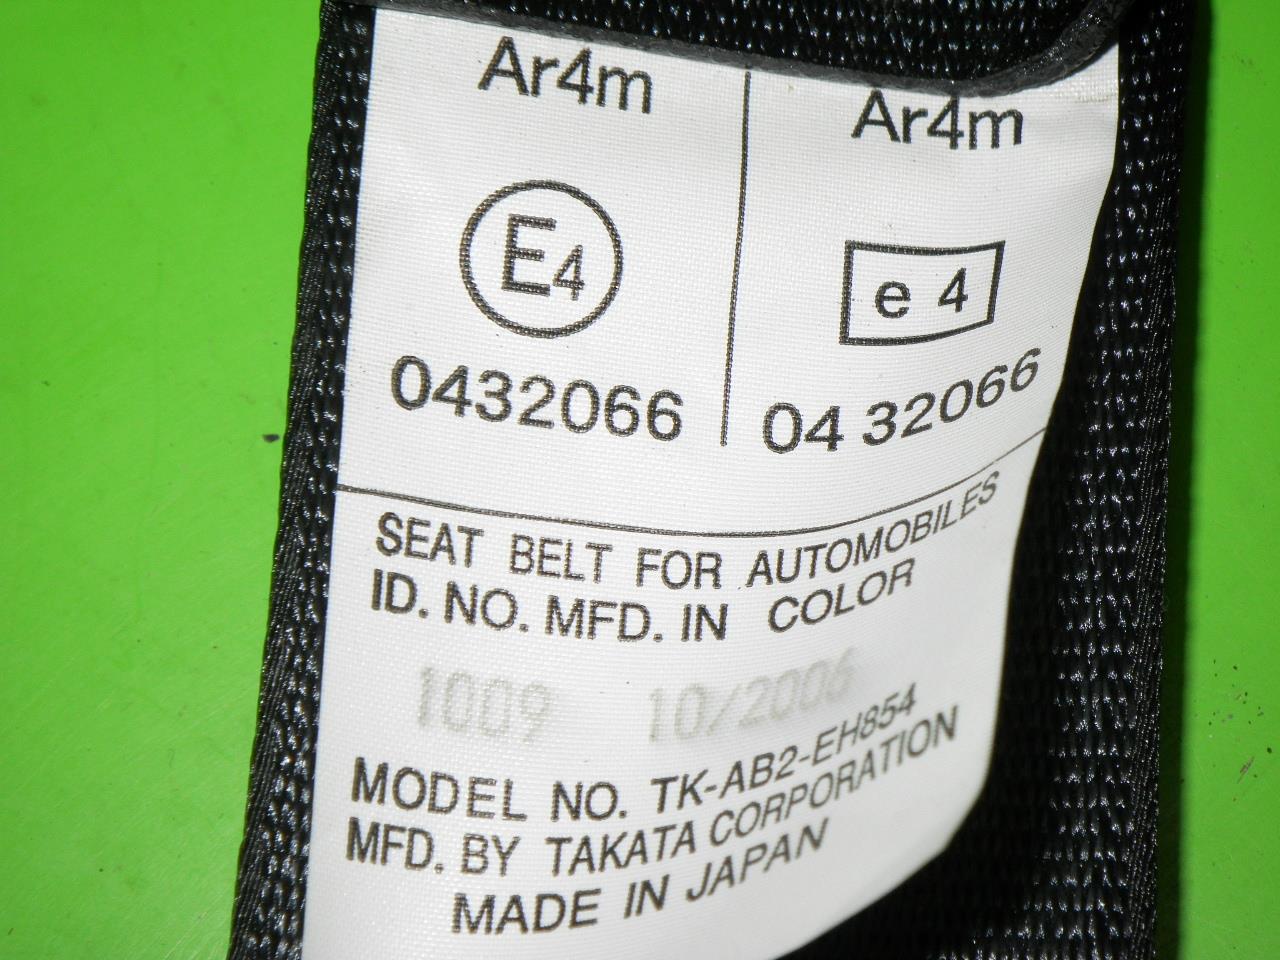 Ar4m Ar4m
E4 e 4
0432066 04 32066
SEAT BELT FOR AUTOMOBILES
ID. NO. MFD. IN COLOR
1009 10/2006
MODEL NO. TK-AB2-EH854
MFD. BY TAKATA CORPORATION
MADE IN JAPAN